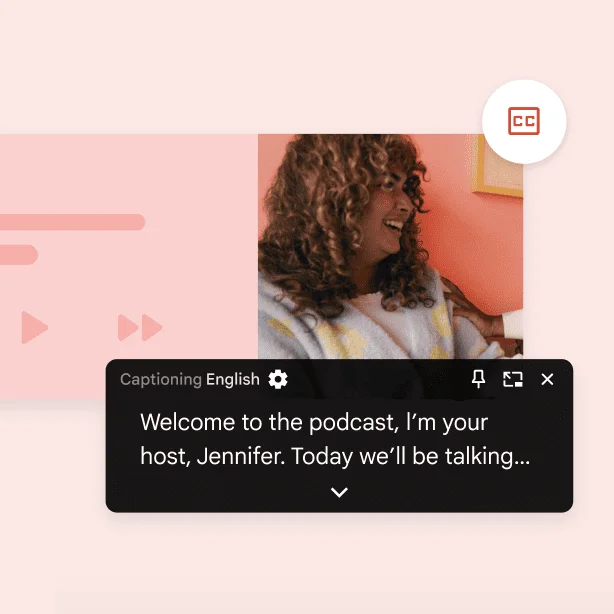 CC
Captioning English
Welcome to the podcast, I’m your
host, Jennifer. Today we’ll be talking...